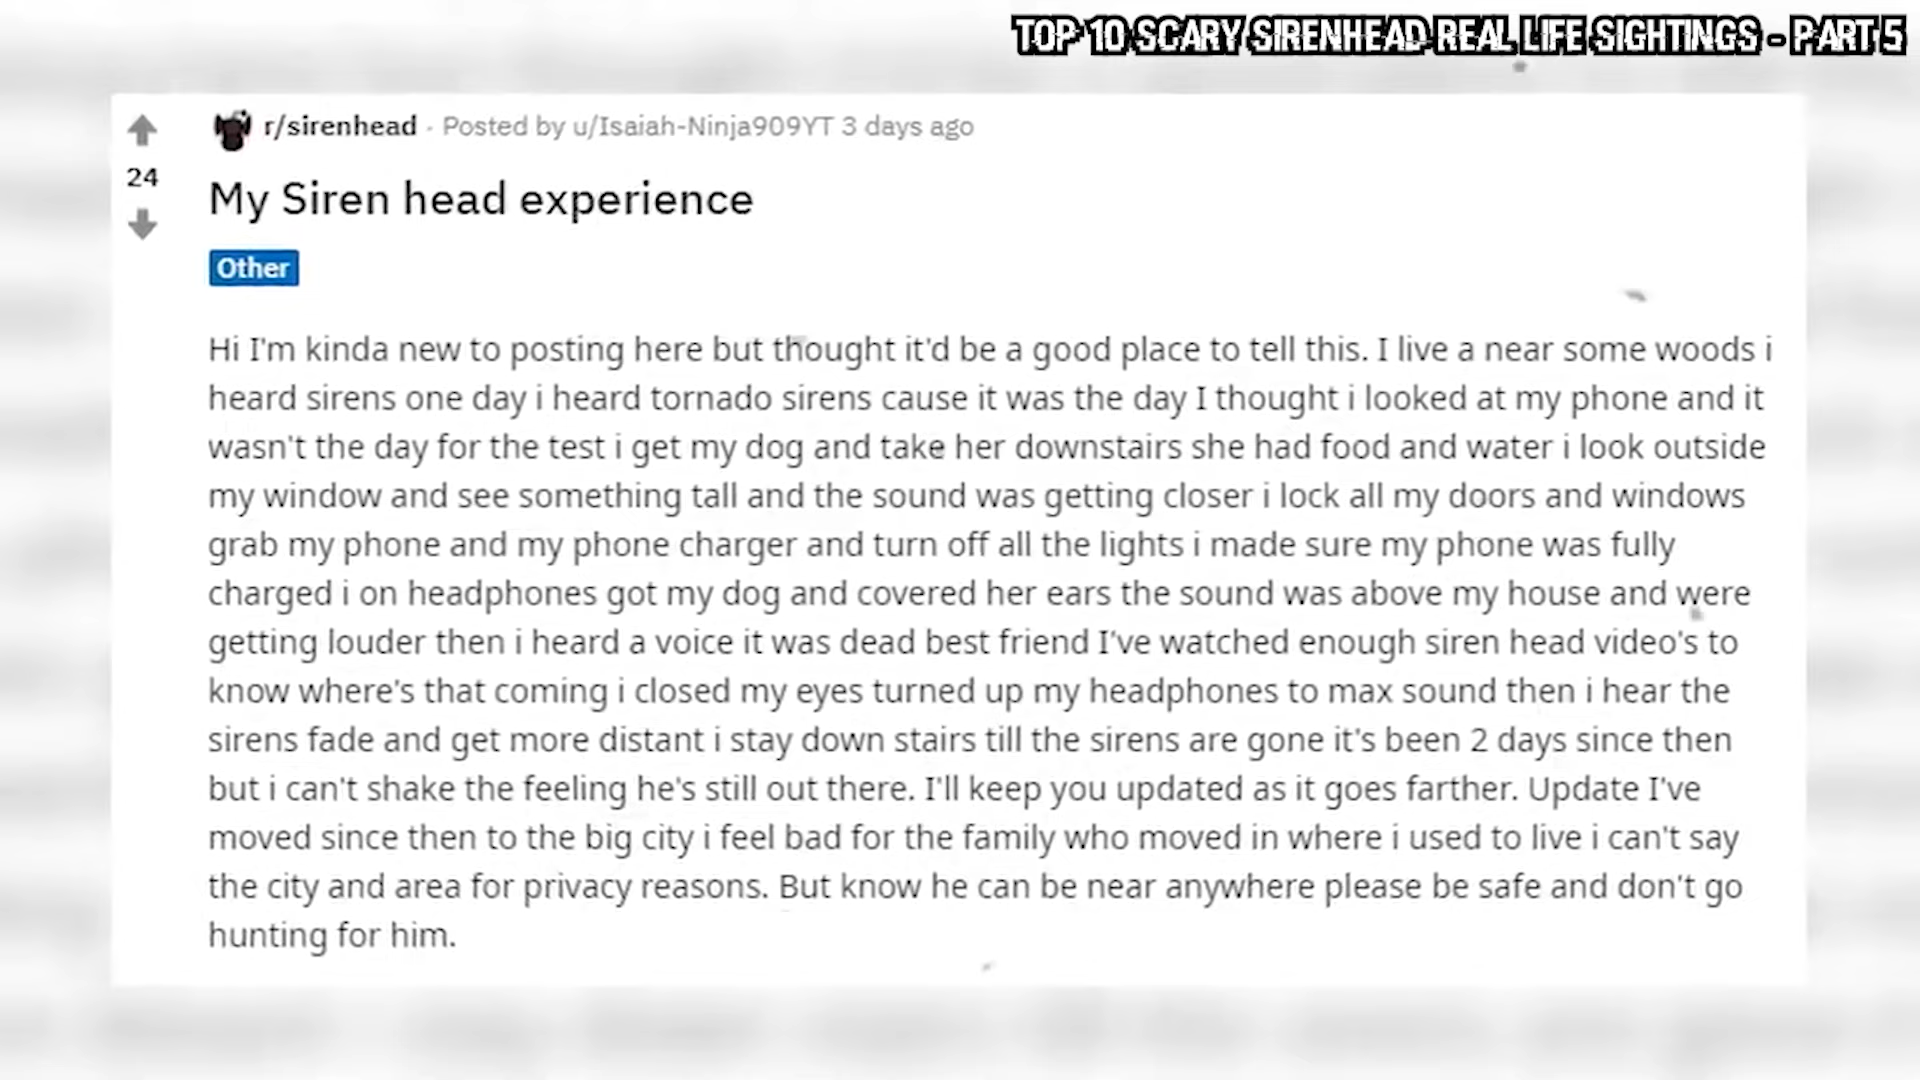 TOP 10 SCARY SIRENHEAD REAL LIFE SIGHTINGS - PART 5
r/sirenhead · Posted by u/Isaiah-Ninja909YT 3 days ago
24
My Siren head experience
Other
Hi I'm kinda new to posting here but thought it'd be a good place to tell this. I live a near some woods i
heard sirens one day i heard tornado sirens cause it was the day I thought i looked at my phone and it
wasn't the day for the test i get my dog and take her downstairs she had food and water i look outside
my window and see something tall and the sound was getting closer i lock all my doors and windows
grab my phone and my phone charger and turn off all the lights i made sure my phone was fully
charged i on headphones got my dog and covered her ears the sound was above my house and were
getting louder then i heard a voice it was dead best friend I've watched enough siren head video's to
know where's that coming i closed my eyes turned up my headphones to max sound then i hear the
sirens fade and get more distant i stay down stairs till the sirens are gone it's been 2 days since then
but i can't shake the feeling he's still out there. I'll keep you updated as it goes farther. Update I've
moved since then to the big city i feel bad for the family who moved in where i used to live i can't say
the city and area for privacy reasons. But know he can be near anywhere please be safe and don't go
hunting for him.